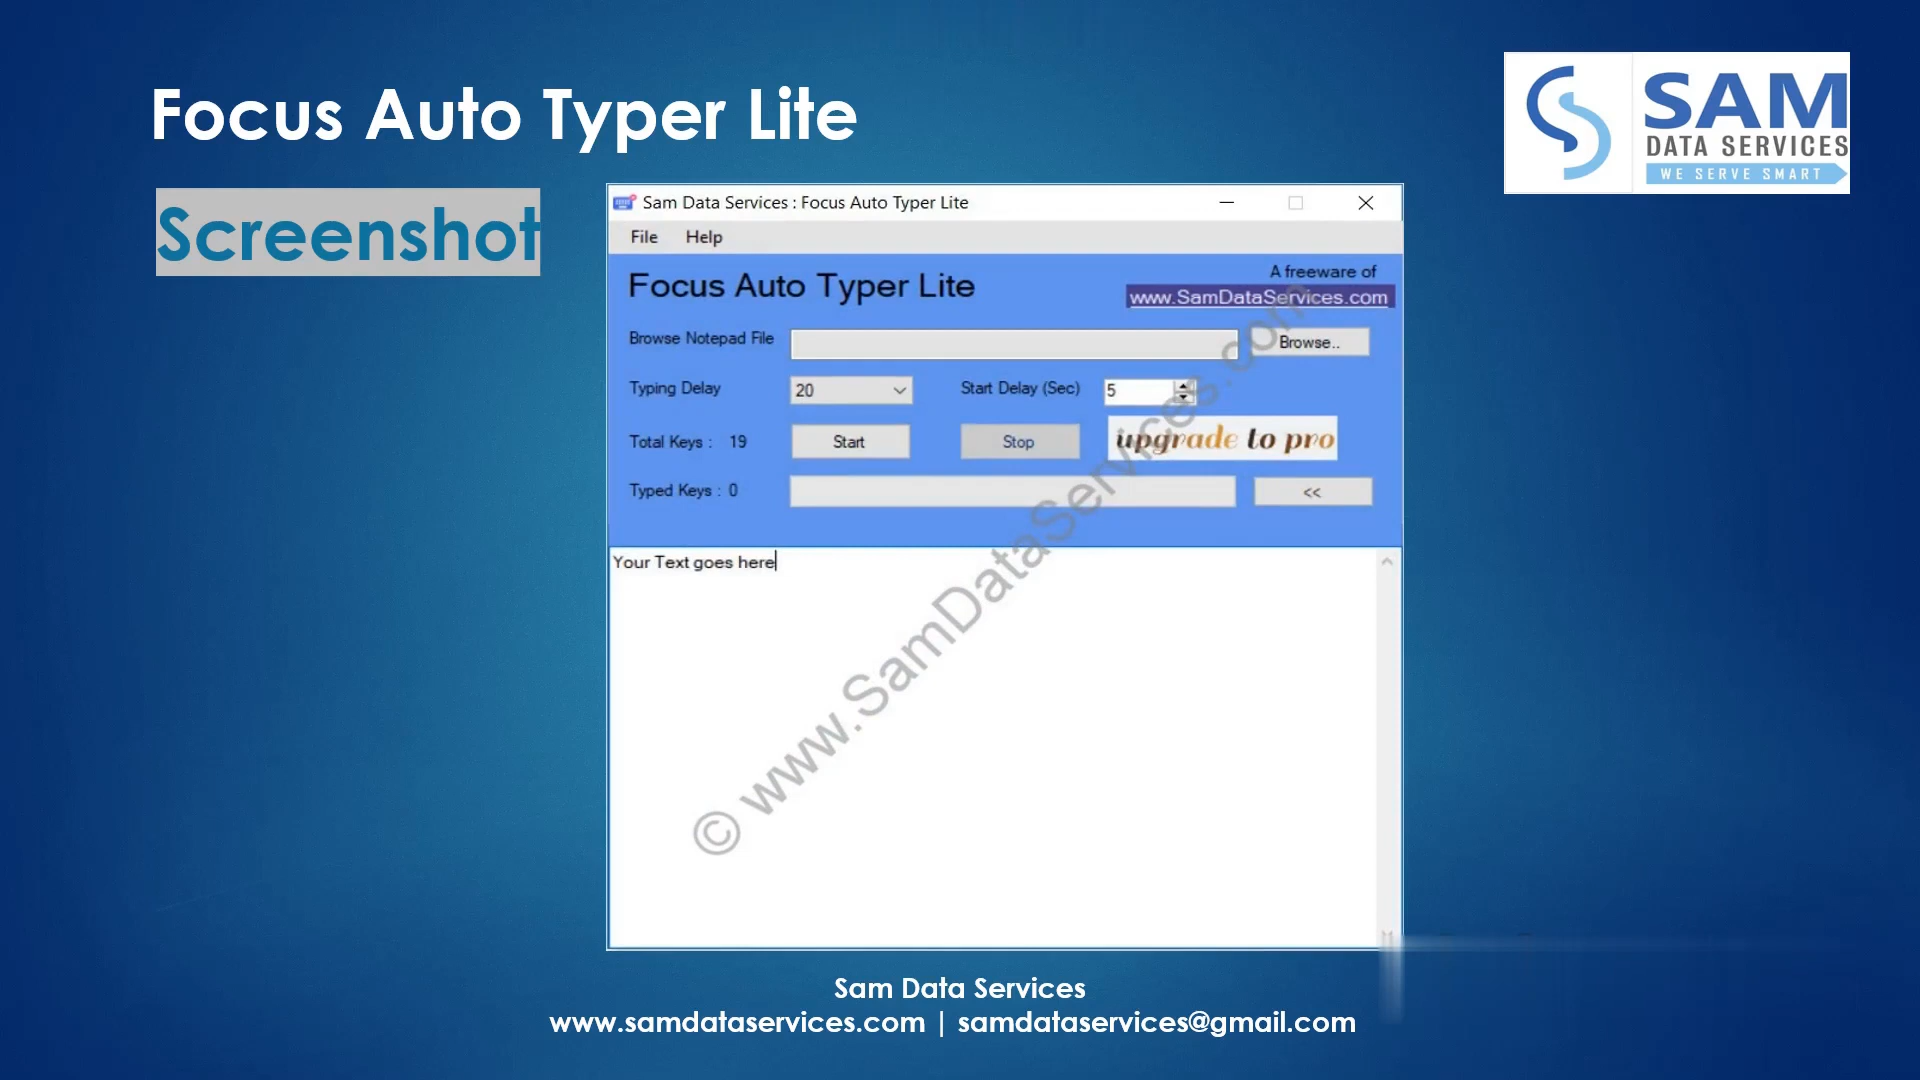 Focus Auto Typer Lite
SAM
DATA SERVICES
WE SERVE SMART
Screenshot
Sam Data Services : Focus Auto Typer Lite
File Help
Focus Auto Typer Lite
A freeware of
www.SamDataServices.com
Browse Notepad File Browse..
Typing Delay 20 Start Delay (Sec) 5
Total Keys : 19 Start Stop upgrade to pro
Typed Keys : 0 <<
Your Text goes here
© www.SamDataServices.com
Sam Data Services
www.samdataservices.com | samdataservices@gmail.com